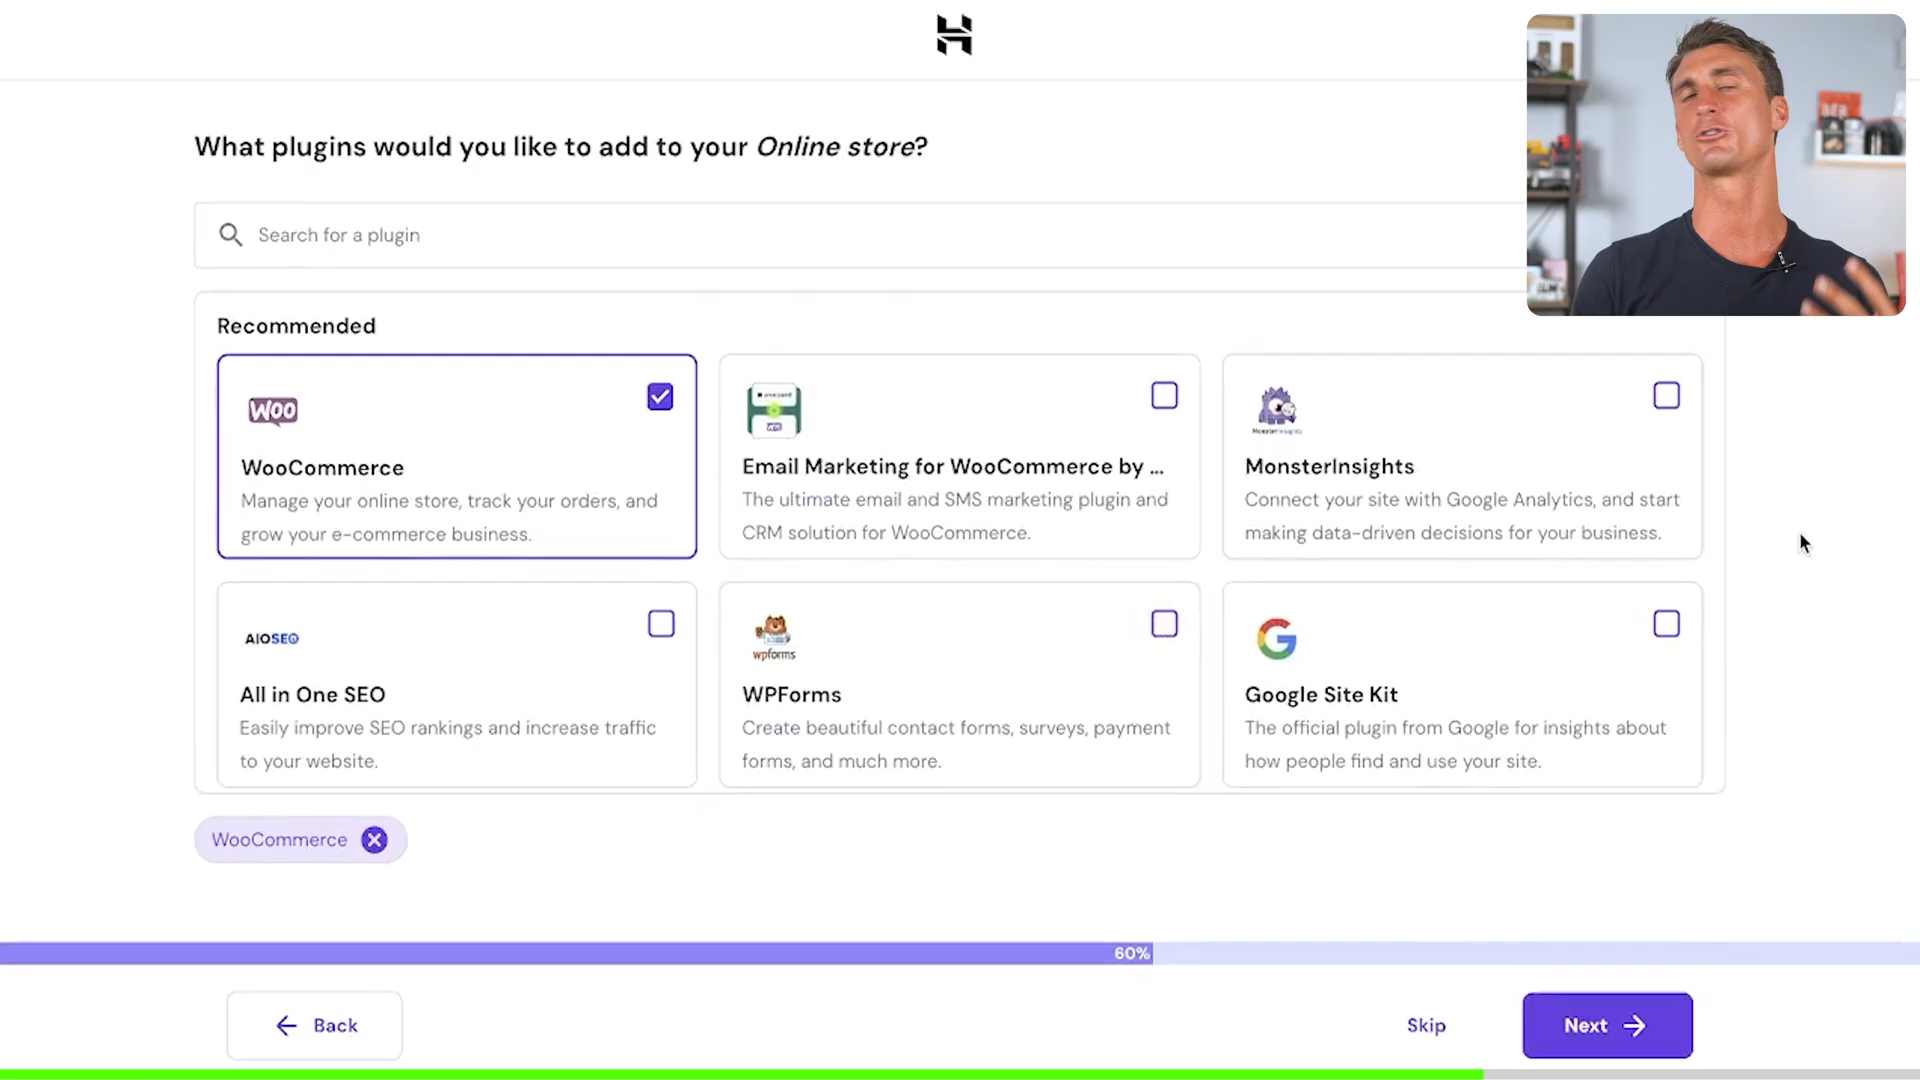 What plugins would you like to add to your Online store?
Search for a plugin
Recommended
WOO
WooCommerce
Manage your online store, track your orders, and
grow your e-commerce business.
Email Marketing for WooCommerce by ...
The ultimate email and SMS marketing plugin and
CRM solution for WooCommerce.
MonsterInsights
Connect your site with Google Analytics, and start
making data-driven decisions for your business.
AIOSEO
All in One SEO
Easily improve SEO rankings and increase traffic
to your website.
wpforms
WPForms
Create beautiful contact forms, surveys, payment
forms, and much more.
G
Google Site Kit
The official plugin from Google for insights about
how people find and use your site.
WooCommerce
60%
Back
Skip
Next